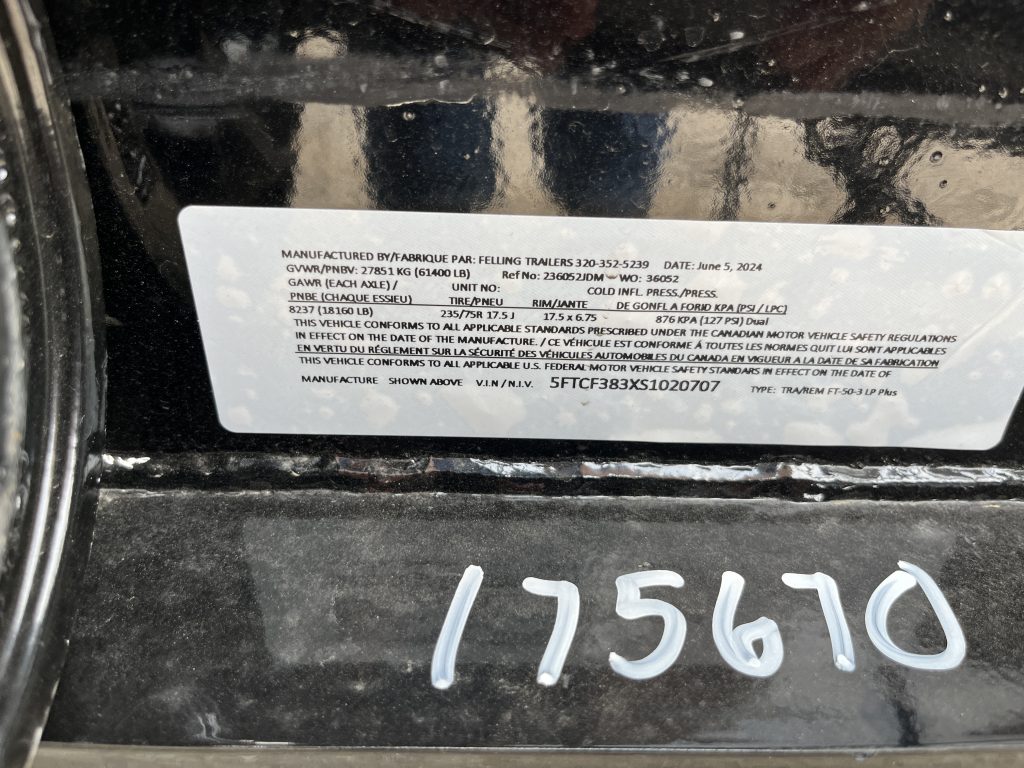 MANUFACTURED BY/FABRIQUE PAR: FELLING TRAILERS 320-352-5239 DATE: June 5, 2024
GVWR/PNBV: 27851 KG (61400 LB) Ref No: 236052JDM WO: 36052
GAWR (EACH AXLE) / UNIT NO: COLD INFL. PRESS./PRESS.
PNBE (CHAQUE ESSIEU) TIRE/PNEU RIM/JANTE DE GONFL A FORID KPA (PSI / LPC)
8237 (18160 LB) 235/75R 17.5 J 17.5 x 6.75 876 KPA (127 PSI) Dual
THIS VEHICLE CONFORMS TO ALL APPLICABLE STANDARDS PRESCRIBED UNDER THE CANADIAN MOTOR VEHICLE SAFETY REGULATIONS
IN EFFECT ON THE DATE OF THE MANUFACTURE. / CE VÉHICULE EST CONFORME Á TOUTES LES NORMES QUIT LUI SONT APPLICABLES
EN VERTU DU RÉGLEMENT SUR LA SÉCURITÉ DES VÉHICULES AUTOMOBILES DU CANADA EN VIGUEUR A LA DATE DE SA FABRICATION
THIS VEHICLE CONFORMS TO ALL APPLICABLE U.S. FEDERAL MOTOR VEHICLE SAFETY STANDARS IN EFFECT ON THE DATE OF
MANUFACTURE SHOWN ABOVE V.I.N / N.I.V. 5FTCF383XS1020707 TYPE: TRA/REM FT-50-3 LP Plus
175670